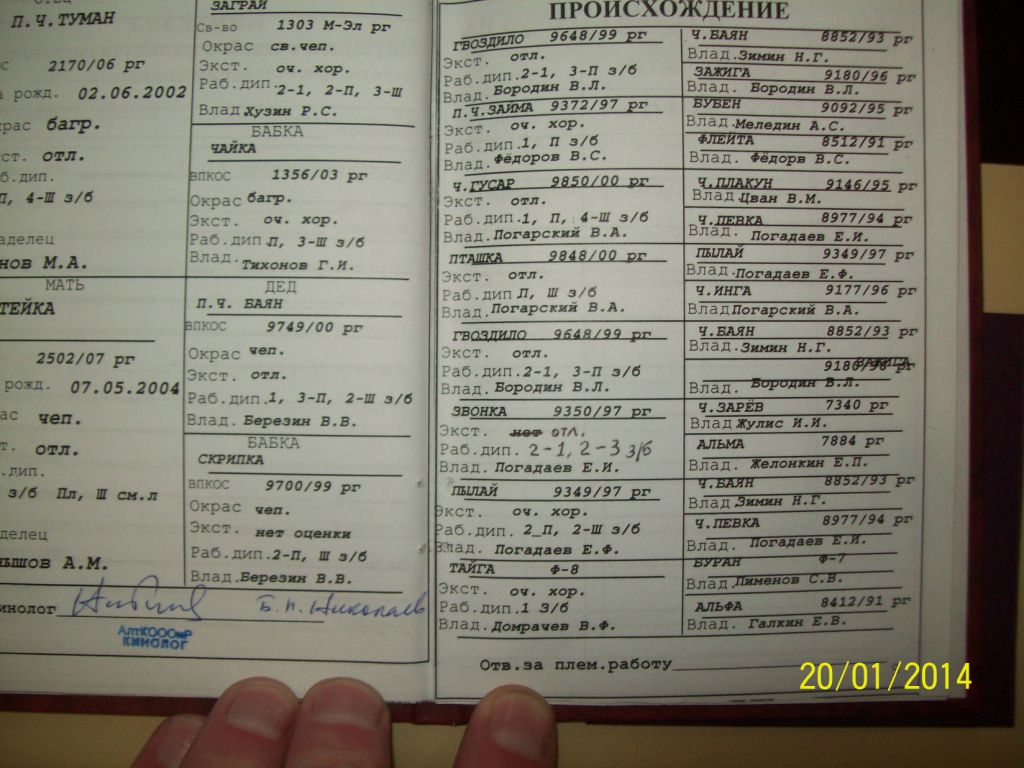 П.Ч.ТУМАН
2170/06 рг
рожд. 02.06.2002
багр.
отл.
дип.
П, 4-Ш з/б
аделец
нов М.А.
МАТЬ
ТЕЙКА
2502/07 рг
рожд. 07.05.2004
чеп.
отл.
.дип.
з/б Пл, Ш см.л
делец
нышов А.М.
инолог
Б.П. Николаев
АлтКОООиР
КИНОЛОГ
ЗАГРАЙ
Св-во 1303 М-Эл рг
Окрас св.чеп.
Экст. оч. хор.
Раб.дип. 2-1, 2-П, 3-Ш
Влад. Хузин Р.С.
БАБКА
ЧАЙКА
ВПКОС 1356/03 рг
Окрас багр.
Экст. оч. хор.
Раб.дип Л, 3-Ш з/б
Влад. Тихонов Г.И.
ДЕД
П.Ч. БАЯН
ВПКОС 9749/00 рг
Окрас чеп.
Экст. отл.
Раб.дип.1, 3-П, 2-Ш з/б
Влад. Березин В.В.
БАБКА
СКРИПКА
ВПКОС 9700/99 рг
Окрас чеп.
Экст. нет оценки
Раб.дип.2-П, Ш з/б
Влад.Березин В.В.
ПРОИСХОЖДЕНИЕ
ГВОЗДИЛО 9648/99 рг
Экст. отл.
Раб.дип.2-1, 3-П з/б
Влад. Бородин В.Л.
П.Ч.ЗАЙМА 9372/97 рг
Экст. оч. хор.
Раб.дип.1, П з/б
Влад. Фёдоров В.С.
Ч.ГУСАР 9850/00 рг
Экст. отл.
Раб.дип.1, П, 4-Ш з/б
Влад.Погарский В.А.
ПТАШКА 9848/00 рг
Экст. отл.
Раб.дип Л, Ш з/б
Влад.Погарский В.А.
ГВОЗДИЛО 9648/99 рг
Экст. отл.
Раб.дип.2-1, 3-П з/б
Влад. Бородин В.Л.
ЗВОНКА 9350/97 рг
Экст. нет отл.
Раб.дип. 2-1, 2-3 з/б
Влад. Погадаев Е.И.
ПЫЛАЙ 9349/97 рг
Экст. оч. хор.
Раб.дип. 2_П, 2-Ш з/б
Влад. Погадаев Е.Ф.
ТАЙГА Ф-8
Экст. оч. хор.
Раб.дип.1 З/б
Влад. Домрачев В.Ф.
Ч.БАЯН 8852/93 рг
Влад.Зимин Н.Г.
ЗАЖИГА 9180/96 рг
Влад. Бородин В.Л.
БУБЕН 9092/95 рг
Влад.Меледин А.С.
ФЛЕЙТА 8512/91 рг
Влад. Фёдорв В.С.
Ч.ПЛАКУН 9146/95 рг
Влад.Цван В.М.
Ч.ПЕВКА 8977/94 рг
Влад. Погадаев Е.И.
ПЫЛАЙ 9349/97 рг
Влад.Погадаев Е.Ф.
Ч.ИНГА 9177/96 рг
Влад Погарский В.А.
Ч.БАЯН 8852/93 рг
Влад.Зимин Н.Г.
ЗАЖИГА
9180/96 рг
Влад. Бородин В.Л.
Ч.ЗАРЁВ 7340 рг
Влад Жулис И.И.
АЛЬМА 7884 рг
Влад. Желонкин Е.П.
Ч.БАЯН 8852/93 рг
Влад Зимин Н.Г.
Ч.ПЕВКА 8977/94 рг
Влад. Погадаев Е.И.
БУРАН Ф-7
Влад.Пименов С.В.
АЛЬФА 8412/91 рг
Влад. Галкин Е.В.
Отв.за плем.работу
20/01/2014